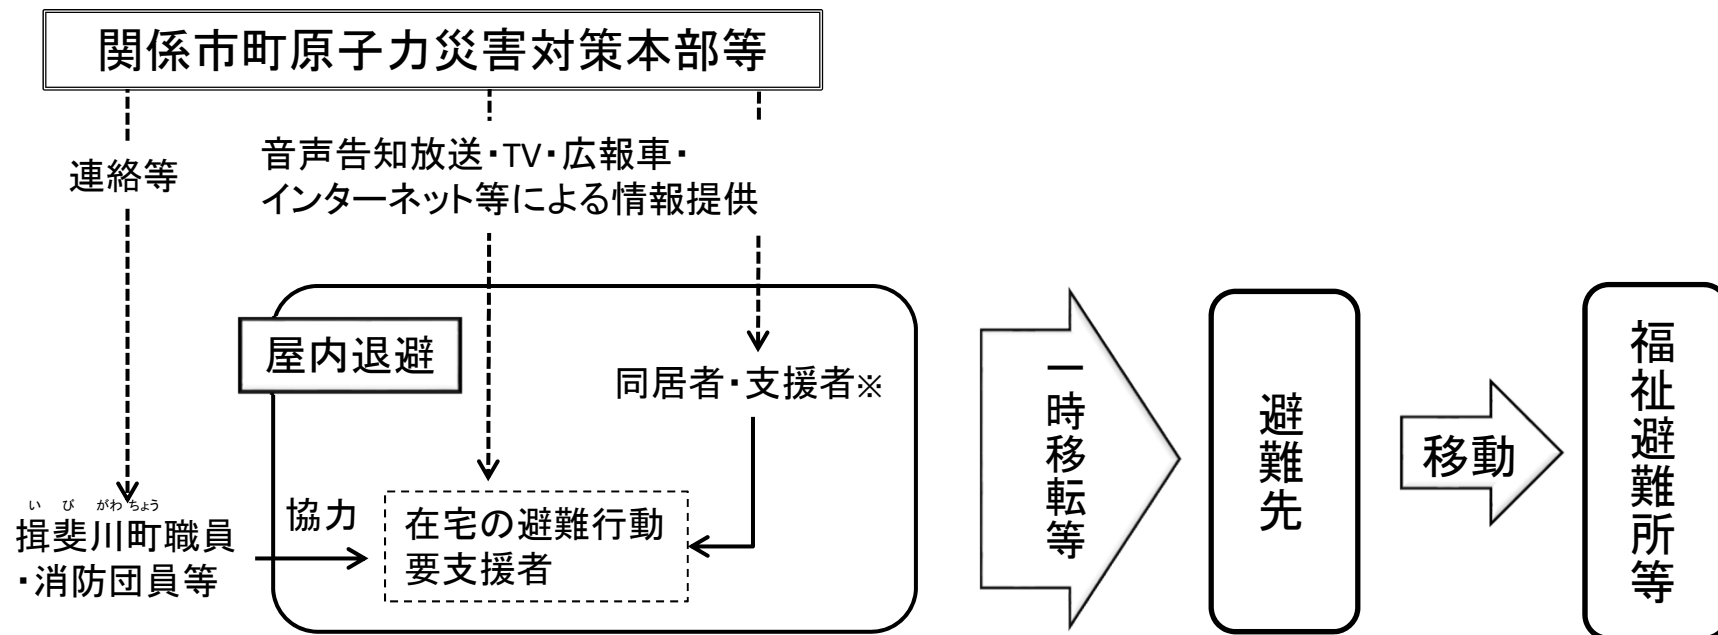 関係市町原子力災害対策本部等
連絡等
音声告知放送・TV・広報車・
インターネット等による情報提供
屋内退避
同居者・支援者※
いびがわちょう
揖斐川町職員
・消防団員等
協力
在宅の避難行動
要支援者
一時移転等
避難先
移動
福祉避難所等